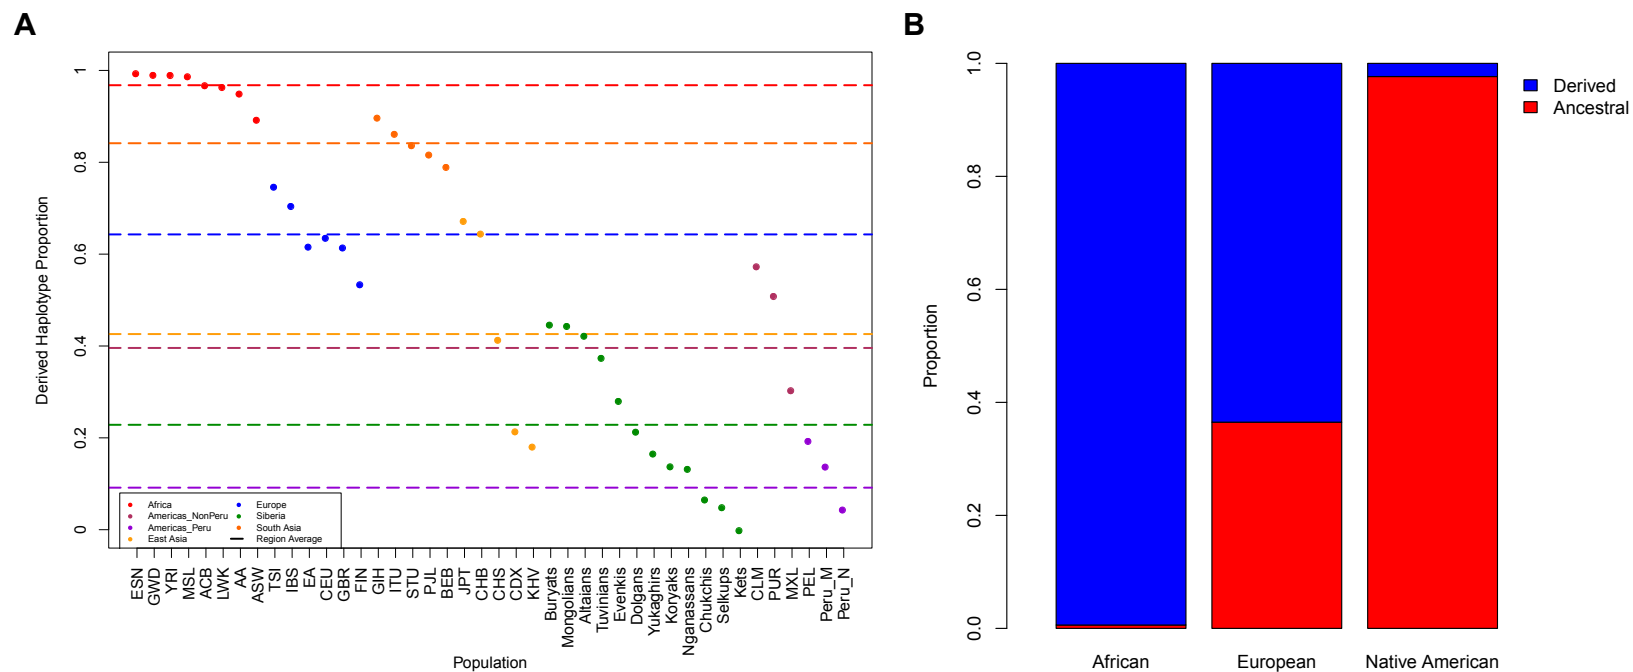 A
Derived Haplotype Proportion
1
0.8
0.6
0.4
0.2
0
Africa
Americas_NonPeru
Americas_Peru
East Asia
Europe
Siberia
South Asia
Region Average
ESN
GWD
YRI
MSL
ACB
LWK
AA
ASW
TSI
IBS
EA
CEU
GBR
FIN
GIH
ITU
STU
PJL
BEB
JPT
CHB
CHS
CDX
KHV
Buryats
Mongolians
Altaians
Tuvinians
Evenkis
Dolgans
Yukaghirs
Koryaks
Nganassans
Chukchis
Selkups
Kets
CLM
PUR
MXL
PEL
Peru_M
Peru_N
Population
B
Proportion
1.0
0.8
0.6
0.4
0.2
0.0
African
European
Native American
Derived
Ancestral